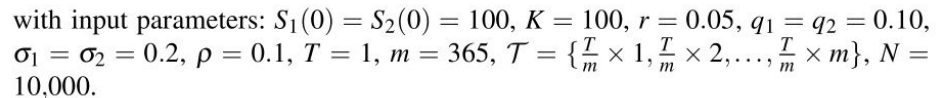 with input parameters: S₁(0) = S₂(0) = 100, K = 100, r = 0.05, q₁ = q₂ = 0.10,
σ₁ = σ₂ = 0.2, ρ = 0.1, T = 1, m = 365, 𝒯 = {T/m × 1, T/m × 2, ..., T/m × m}, N =
10,000.